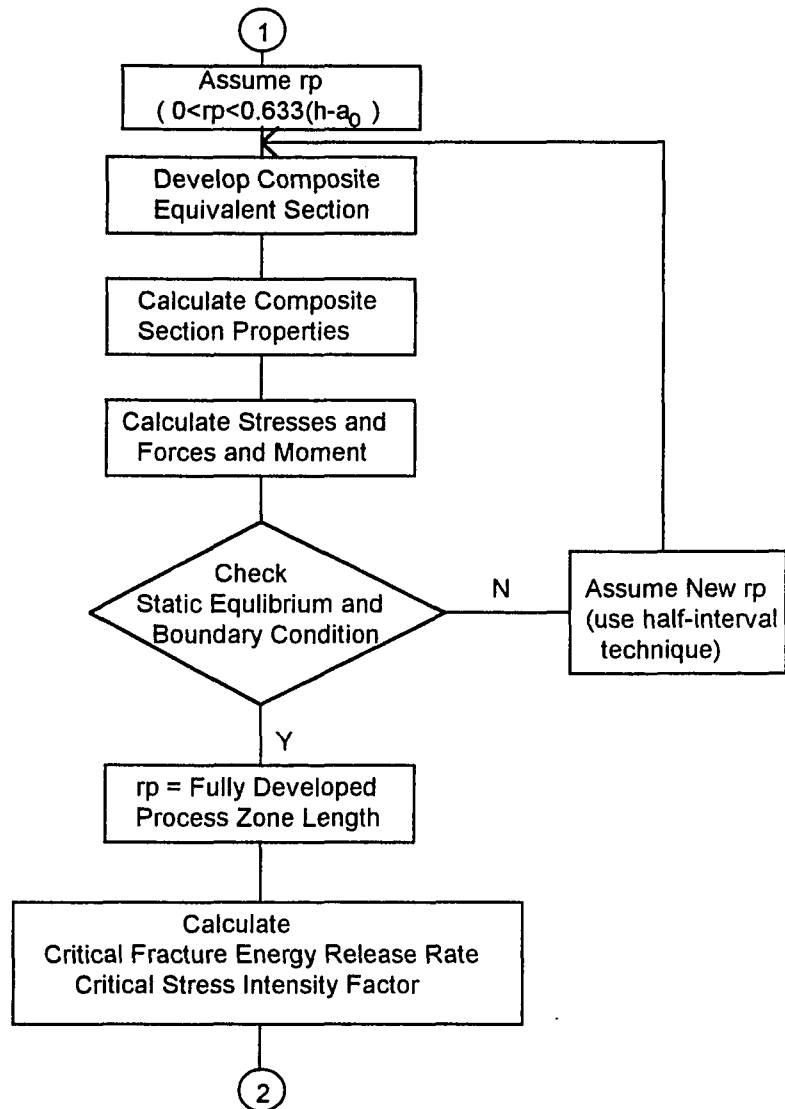 1
Assume rp
( 0<rp<0.633(h-a0 )
Develop Composite
Equivalent Section
Calculate Composite
Section Properties
Calculate Stresses and
Forces and Moment
Check
Static Equlibrium and
Boundary Condition
N
Assume New rp
(use half-interval
technique)
Y
rp = Fully Developed
Process Zone Length
Calculate
Critical Fracture Energy Release Rate
Critical Stress Intensity Factor
2